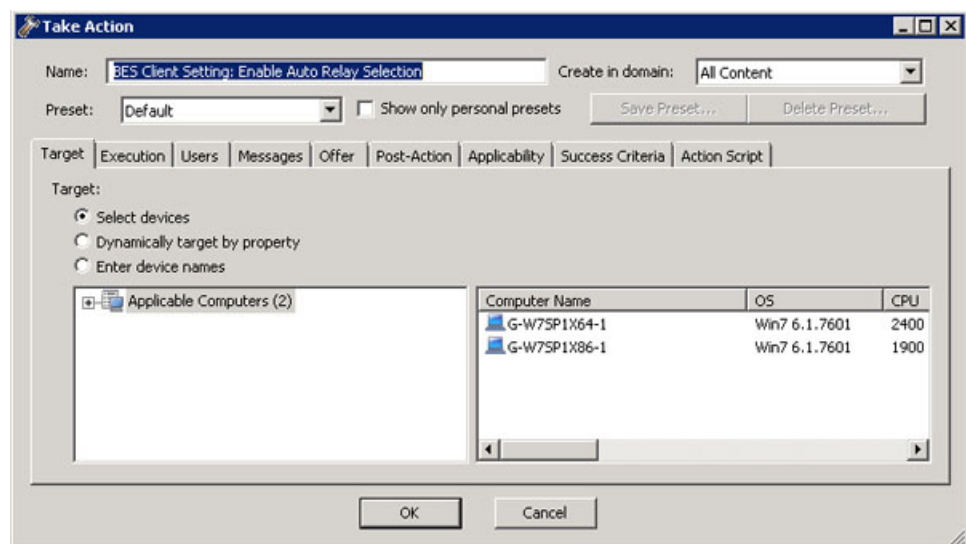 Take Action
Name: BES Client Setting: Enable Auto Relay Selection Create in domain: All Content
Preset: Default Show only personal presets Save Preset... Delete Preset...
Target Execution Users Messages Offer Post-Action Applicability Success Criteria Action Script
Target:
Select devices
Dynamically target by property
Enter device names
Applicable Computers (2)
Computer Name OS CPU
G-W7SP1X64-1 Win7 6.1.7601 2400
G-W7SP1X86-1 Win7 6.1.7601 1900
OK Cancel